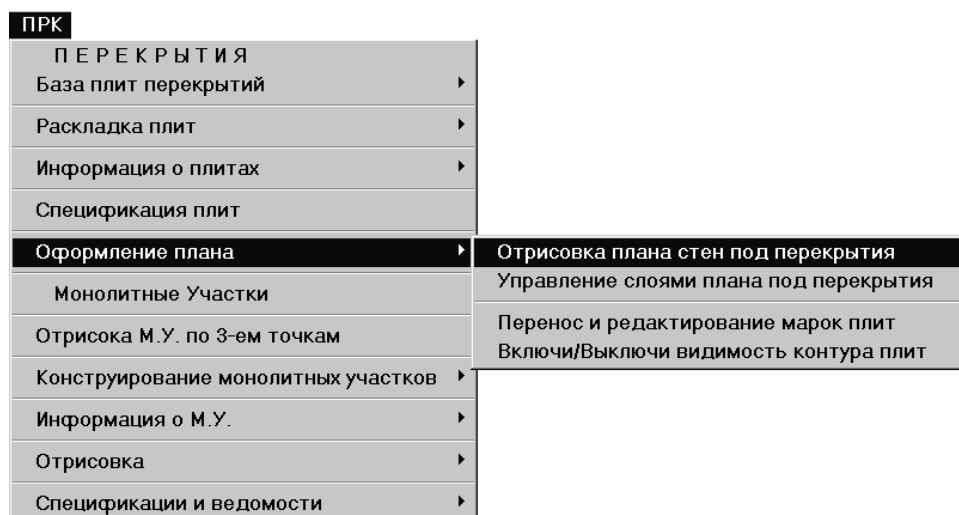 ПРК
ПЕРЕКРЫТИЯ
База плит перекрытий
Раскладка плит
Информация о плитах
Спецификация плит
Оформление плана
Отрисовка плана стен под перекрытия
Управление слоями плана под перекрытия
Перенос и редактирование марок плит
Включи/Выключи видимость контура плит
Монолитные Участки
Отрисока М.У. по 3-ем точкам
Конструирование монолитных участков
Информация о М.У.
Отрисовка
Спецификации и ведомости